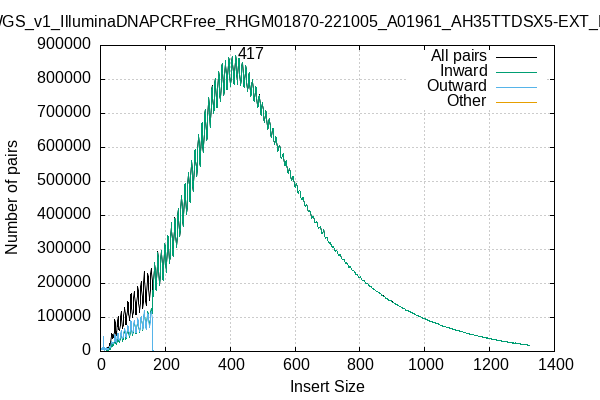 WGS_v1_IlluminaDNAPCRFree_RHGM01870-221005_A01961_AH35TTDSX5-EXT_
900000
800000
700000
600000
500000
400000
300000
200000
100000
0
Number of pairs
417
All pairs
Inward
Outward
Other
0 200 400 600 800 1000 1200 1400
Insert Size